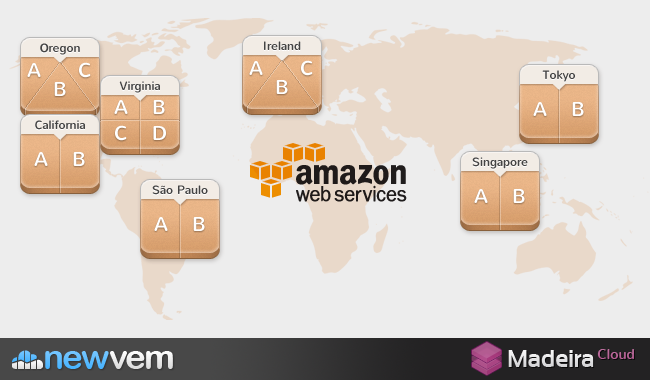 Oregon
A B C
Virginia
A B
C D
California
A B
São Paulo
A B
Ireland
A B C
Tokyo
A B
Singapore
A B
amazon
web services
newvem
Madeira Cloud